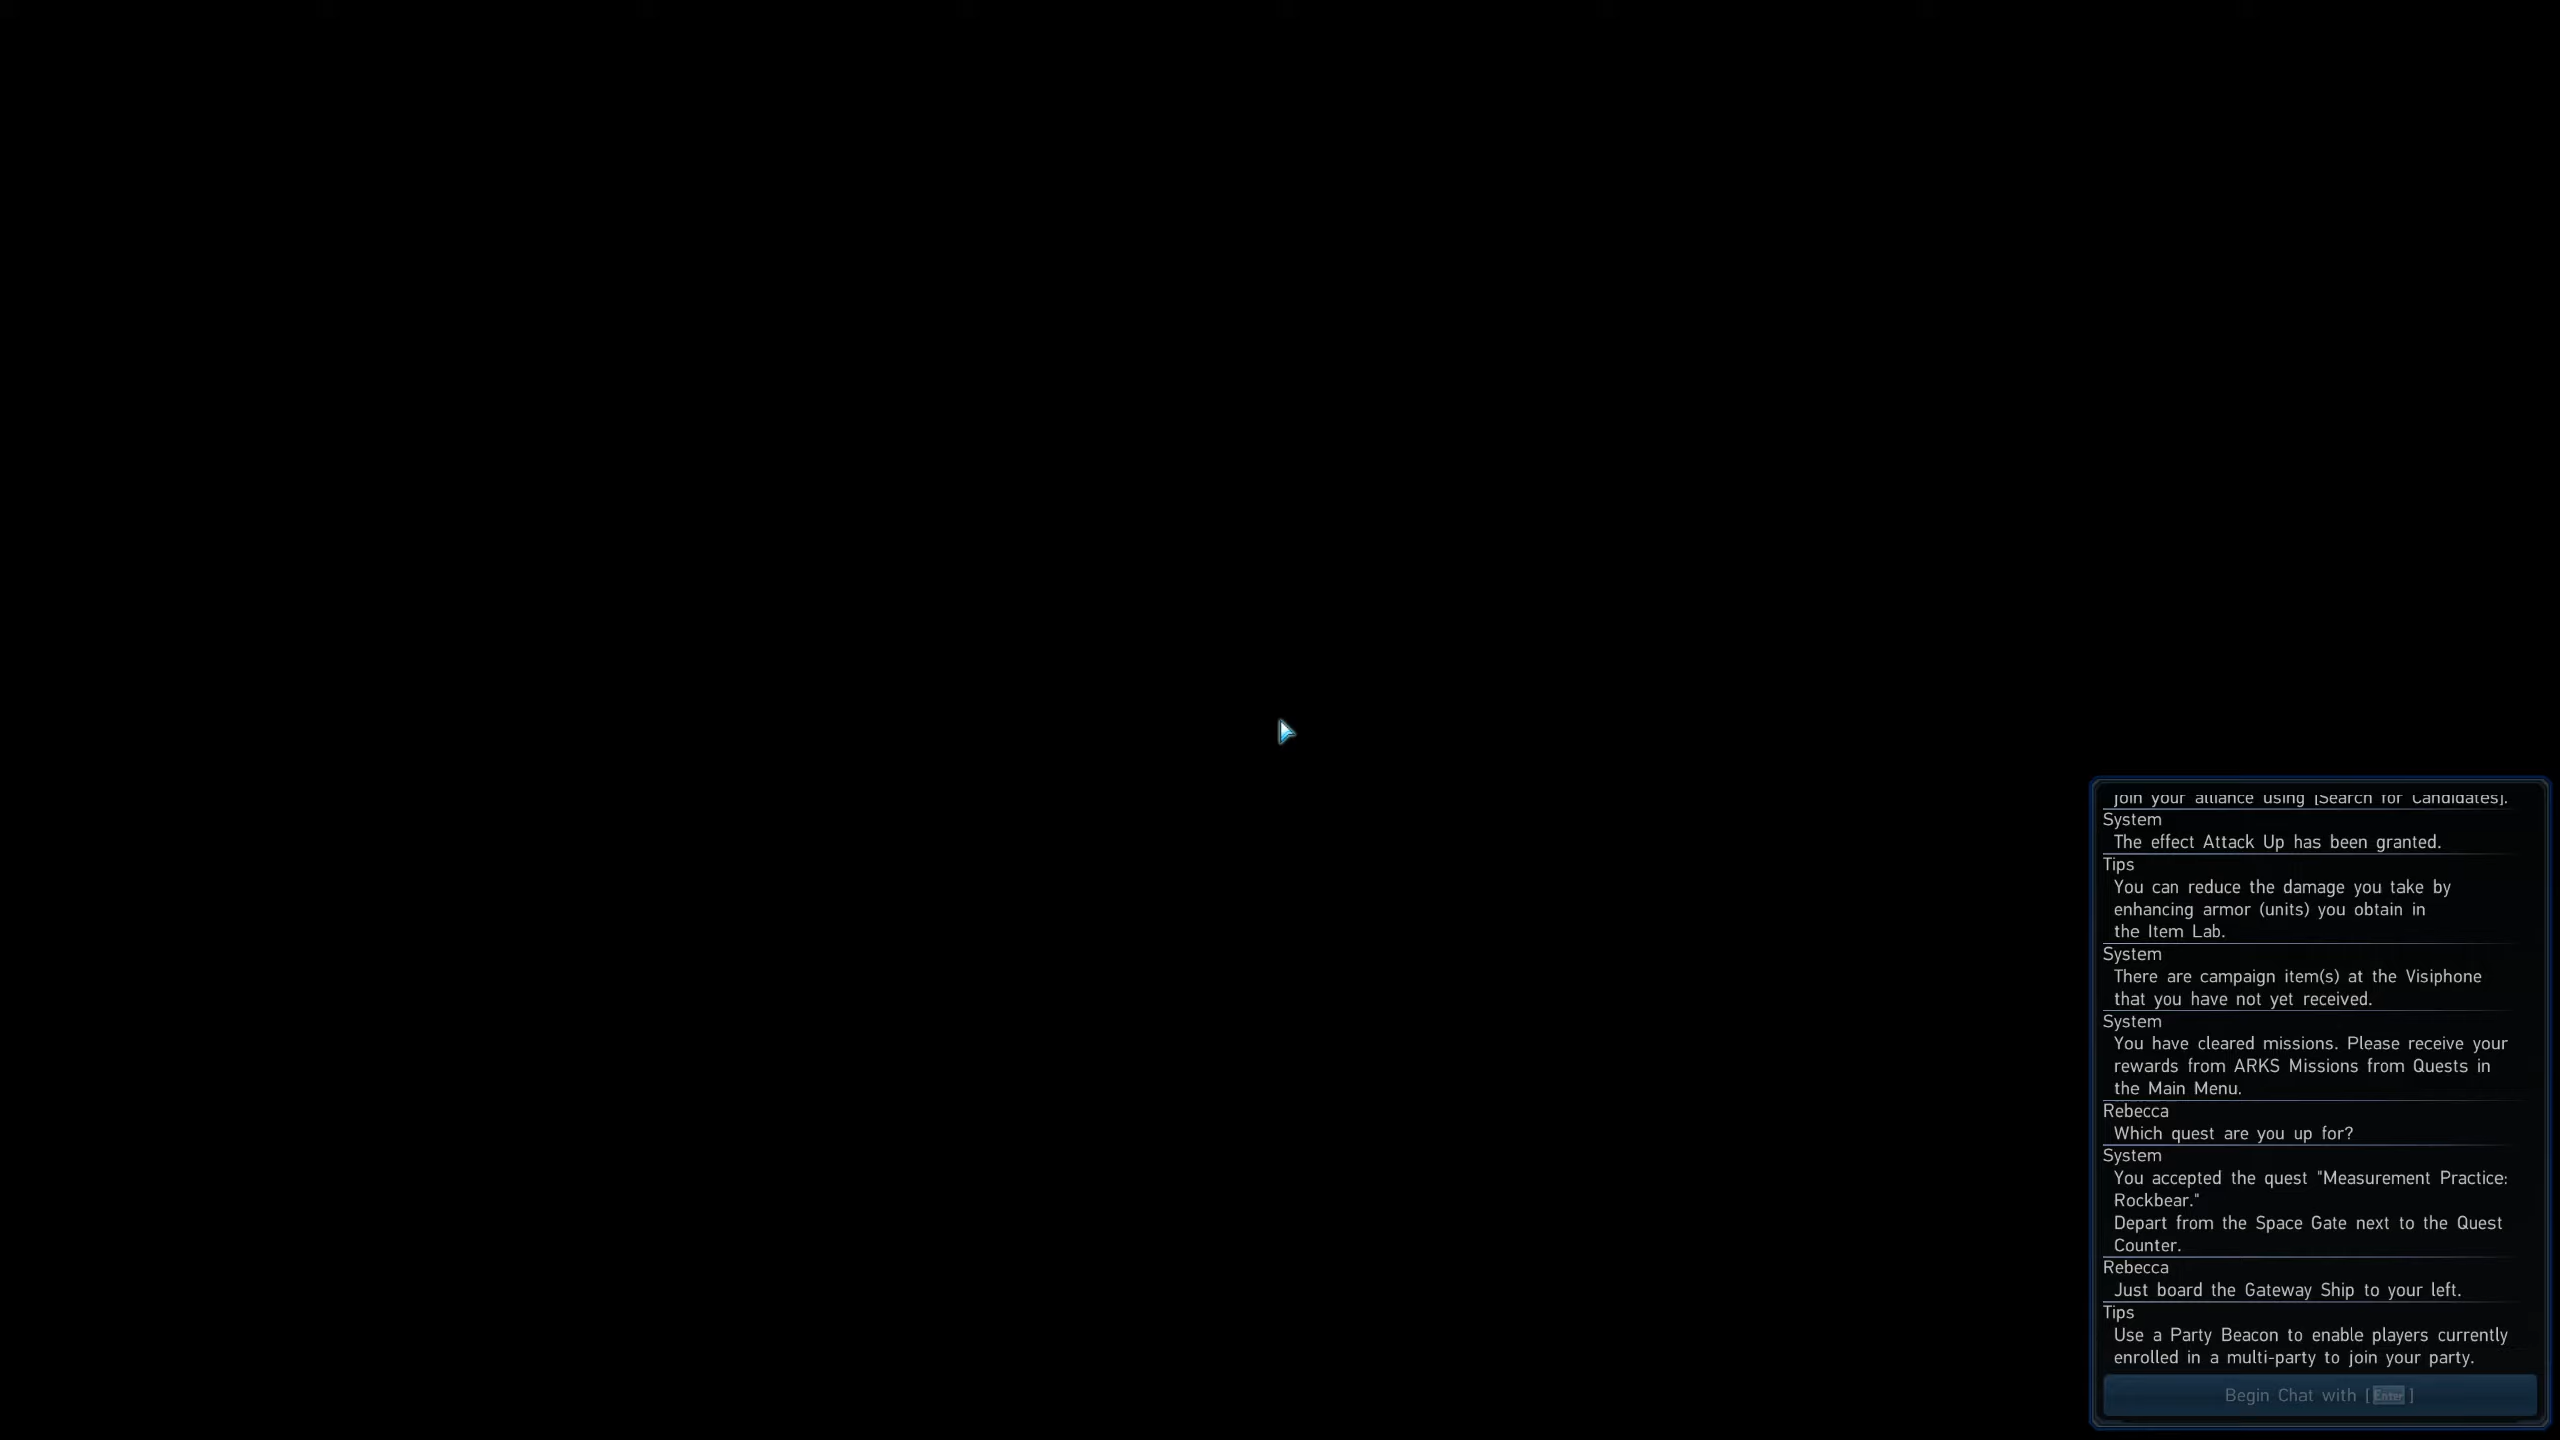 join your alliance using [Search for Candidates].
System
The effect Attack Up has been granted.
Tips
You can reduce the damage you take by
enhancing armor (units) you obtain in
the Item Lab.
System
There are campaign item(s) at the Visiphone
that you have not yet received.
System
You have cleared missions. Please receive your
rewards from ARKS Missions from Quests in
the Main Menu.
Rebecca
Which quest are you up for?
System
You accepted the quest "Measurement Practice:
Rockbear."
Depart from the Space Gate next to the Quest
Counter.
Rebecca
Just board the Gateway Ship to your left.
Tips
Use a Party Beacon to enable players currently
enrolled in a multi-party to join your party.
Begin Chat with [Enter]